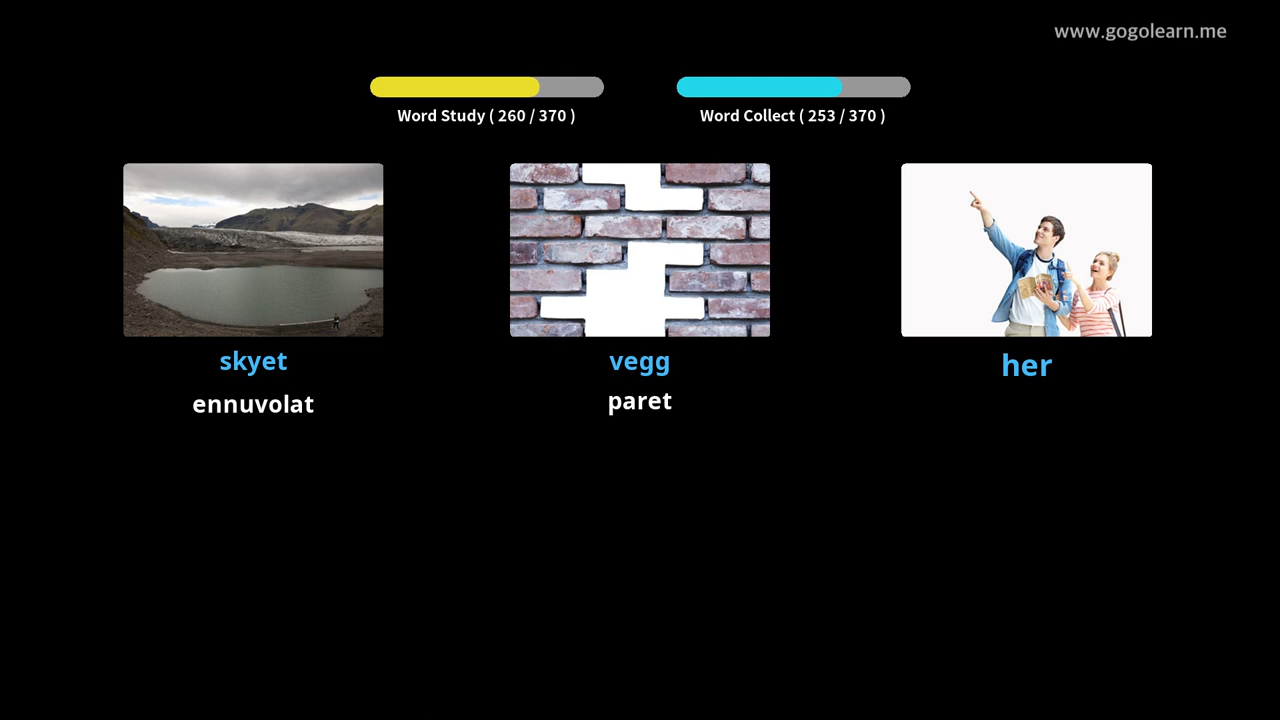 www.gogolearn.me
Word Study ( 260 / 370 )
Word Collect ( 253 / 370 )
skyet
ennuvolat
vegg
paret
her